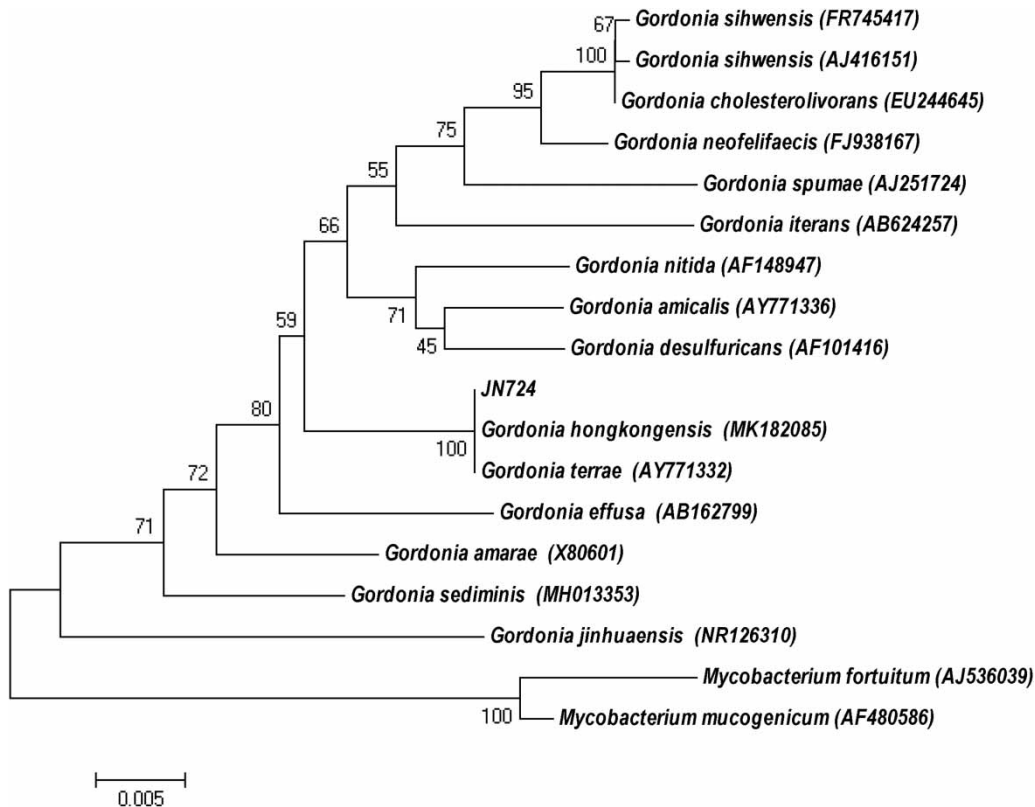 67
Gordonia sihwensis (FR745417)
100
Gordonia sihwensis (AJ416151)
95
Gordonia cholesterolivorans (EU244645)
75
Gordonia neofelifaecis (FJ938167)
55
Gordonia spumae (AJ251724)
66
Gordonia iterans (AB624257)
Gordonia nitida (AF148947)
71
Gordonia amicalis (AY771336)
59
45
Gordonia desulfuricans (AF101416)
JN724
80
Gordonia hongkongensis (MK182085)
100
Gordonia terrae (AY771332)
72
Gordonia effusa (AB162799)
71
Gordonia amarae (X80601)
Gordonia sediminis (MH013353)
Gordonia jinhuaensis (NR126310)
Mycobacterium fortuitum (AJ536039)
100
Mycobacterium mucogenicum (AF480586)
0.005